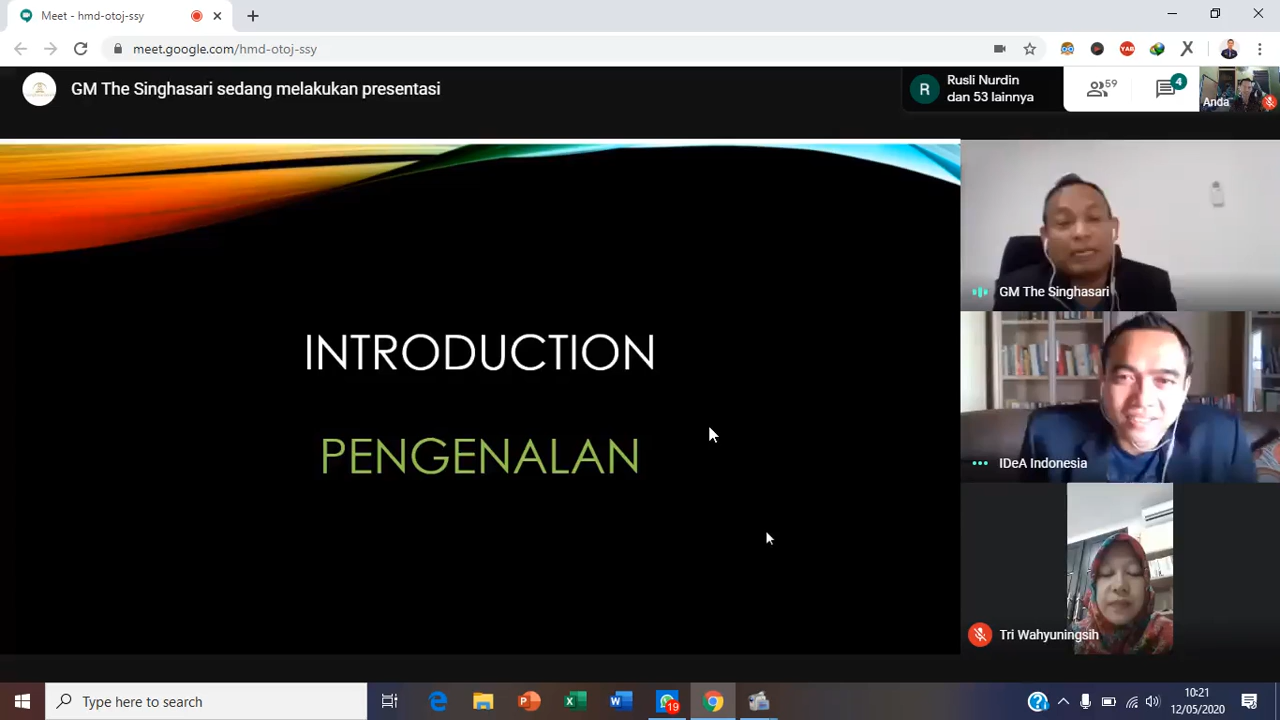 Meet - hmd-otoj-ssy
meet.google.com/hmd-otoj-ssy
YAB
GM The Singhasari sedang melakukan presentasi
R
Rusli Nurdin
dan 53 lainnya
59
4
Anda
INTRODUCTION
PENGENALAN
GM The Singhasari
IDeA Indonesia
Tri Wahyuningsih
Type here to search
19
10:21
12/05/2020